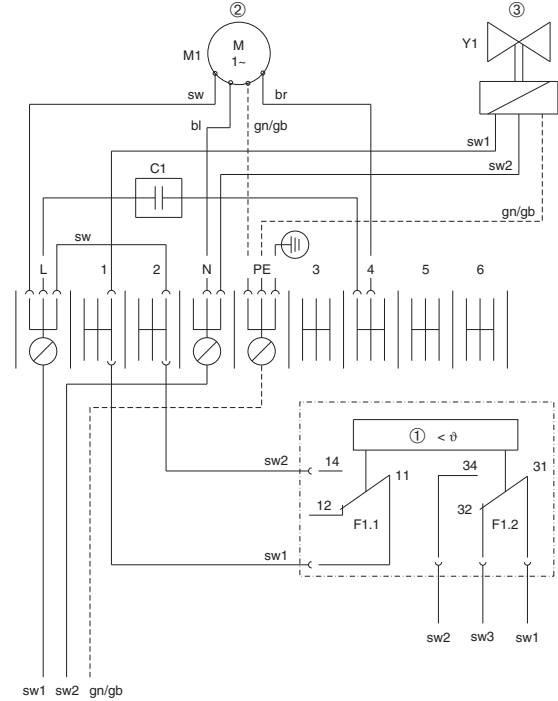 ② ③
M1 M 1~ Y1
sw br
bl gn/gb
sw1
C1 sw2
gn/gb
sw
L 1 2 N PE 3 4 5 6
① < ϑ
sw2 14 11 34 31
12 32
F1.1 F1.2
sw1
sw2 sw3 sw1
sw1 sw2 gn/gb